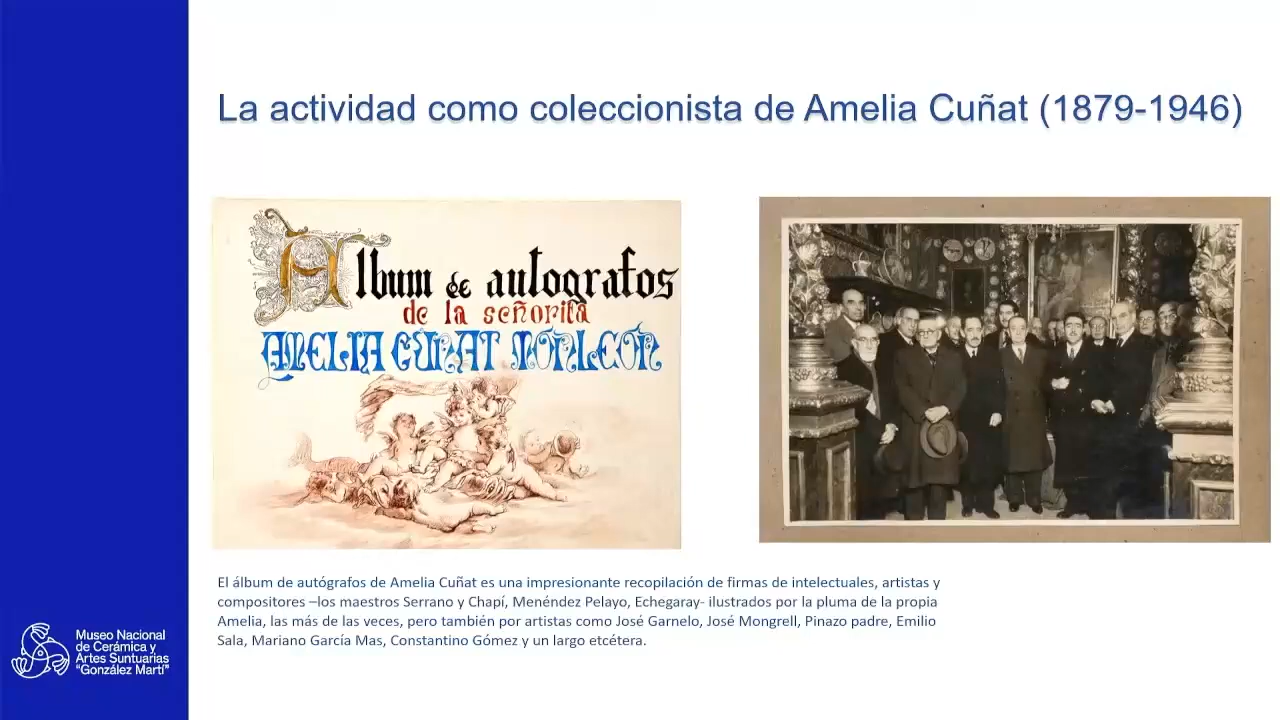 La actividad como coleccionista de Amelia Cuñat (1879-1946)
Album de autografos
de la señorita
AMELIA CUÑAT MONLEON
El álbum de autógrafos de Amelia Cuñat es una impresionante recopilación de firmas de intelectuales, artistas y
compositores –los maestros Serrano y Chapí, Menéndez Pelayo, Echegaray- ilustrados por la pluma de la propia
Amelia, las más de las veces, pero también por artistas como José Garnelo, José Mongrell, Pinazo padre, Emilio
Sala, Mariano García Mas, Constantino Gómez y un largo etcétera.
Museo Nacional
de Cerámica y
Artes Suntuarias
"González Martí"